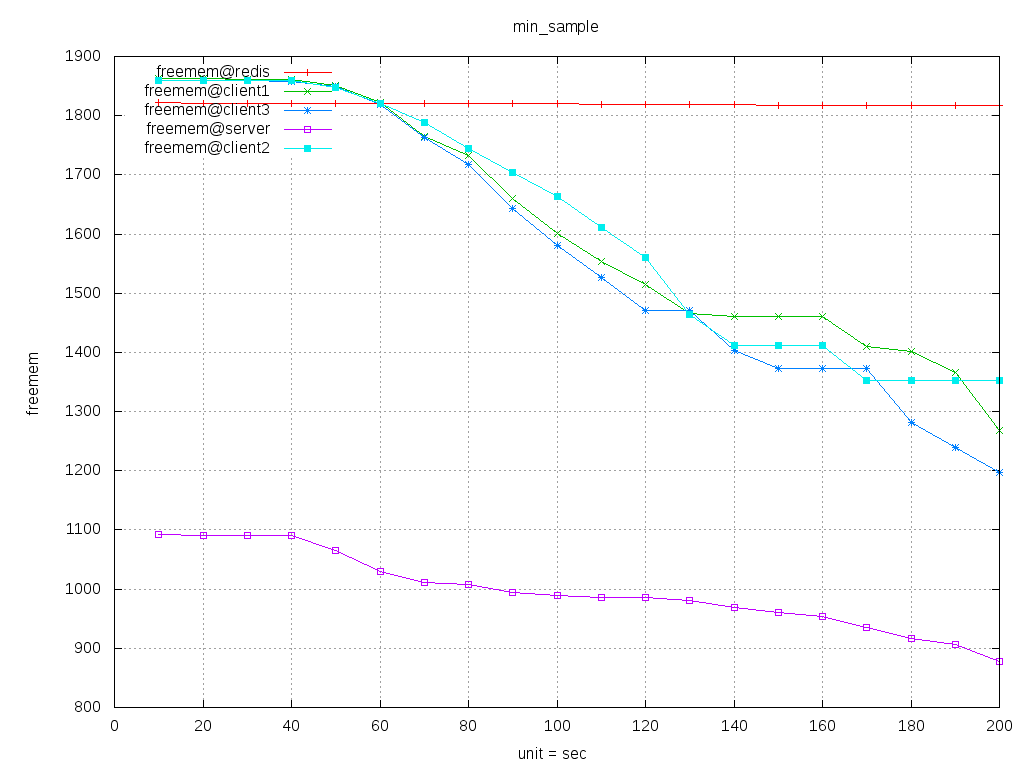 min_sample
1900
freemem@redis
freemem@client1
1800
freemem@client3
freemem@server
freemem@client2
1700
1600
1500
1400
freemem
1300
1200
1100
1000
900
800
0 20 40 60 80 100 120 140 160 180 200
unit = sec